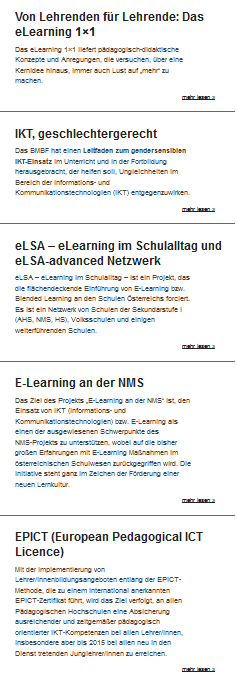 Von Lehrenden für Lehrende: Das
eLearning 1×1
Das eLearning 1×1 liefert pädagogisch-didaktische
Konzepte und Anregungen, die versuchen, über eine
Kernidee hinaus, immer auch Lust auf „mehr“ zu
machen.
mehr lesen »
IKT, geschlechtergerecht
Das BMBF hat einen Leitfaden zum gendersensiblen
IKT-Einsatz im Unterricht und in der Fortbildung
herausgebracht, der helfen soll, Ungleichheiten im
Bereich der Informations- und
Kommunikationstechnologien (IKT) entgegenzuwirken.
mehr lesen »
eLSA – eLearning im Schulalltag und
eLSA-advanced Netzwerk
eLSA – eLearning im Schulalltag – ist ein Projekt, das
die flächendeckende Einführung von E-Learning bzw.
Blended Learning an den Schulen Österreichs forciert.
Es ist ein Netzwerk von Schulen der Sekundarstufe I
(AHS, NMS, HS), Volksschulen und einigen
weiterführenden Schulen.
mehr lesen »
E-Learning an der NMS
Das Ziel des Projekts „E-Learning an der NMS“ ist, den
Einsatz von IKT (Informations- und
Kommunikationstechnologien) bzw. E-Learning als
einen der ausgewiesenen Schwerpunkte des
NMS-Projekts zu unterstützen, wobei auf die bisher
großen Erfahrungen mit E-Learning Maßnahmen im
österreichischen Schulwesen zurückgegriffen wird. Die
Initiative steht ganz im Zeichen der Förderung einer
neuen Lernkultur.
mehr lesen »
EPICT (European Pedagogical ICT
Licence)
Mit der Implementierung von
Lehrer/innenbildungsangeboten entlang der EPICT-
Methode, die zu einem international anerkannten
EPICT-Zertifikat führt, wird das Ziel verfolgt, an allen
Pädagogischen Hochschulen eine Absicherung
ausreichender und zeitgemäßer pädagogisch
orientierter IKT-Kompetenzen bei allen Lehrer/innen,
insbesondere aber bis 2015 bei allen neu in den
Dienst tretenden Junglehrer/innen zu erreichen.
mehr lesen »